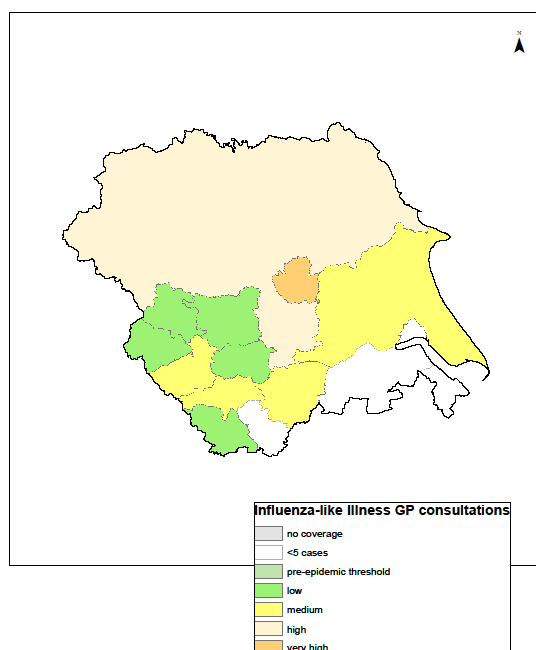 N
Influenza-like Illness GP consultations
no coverage
<5 cases
pre-epidemic threshold
low
medium
high
very high